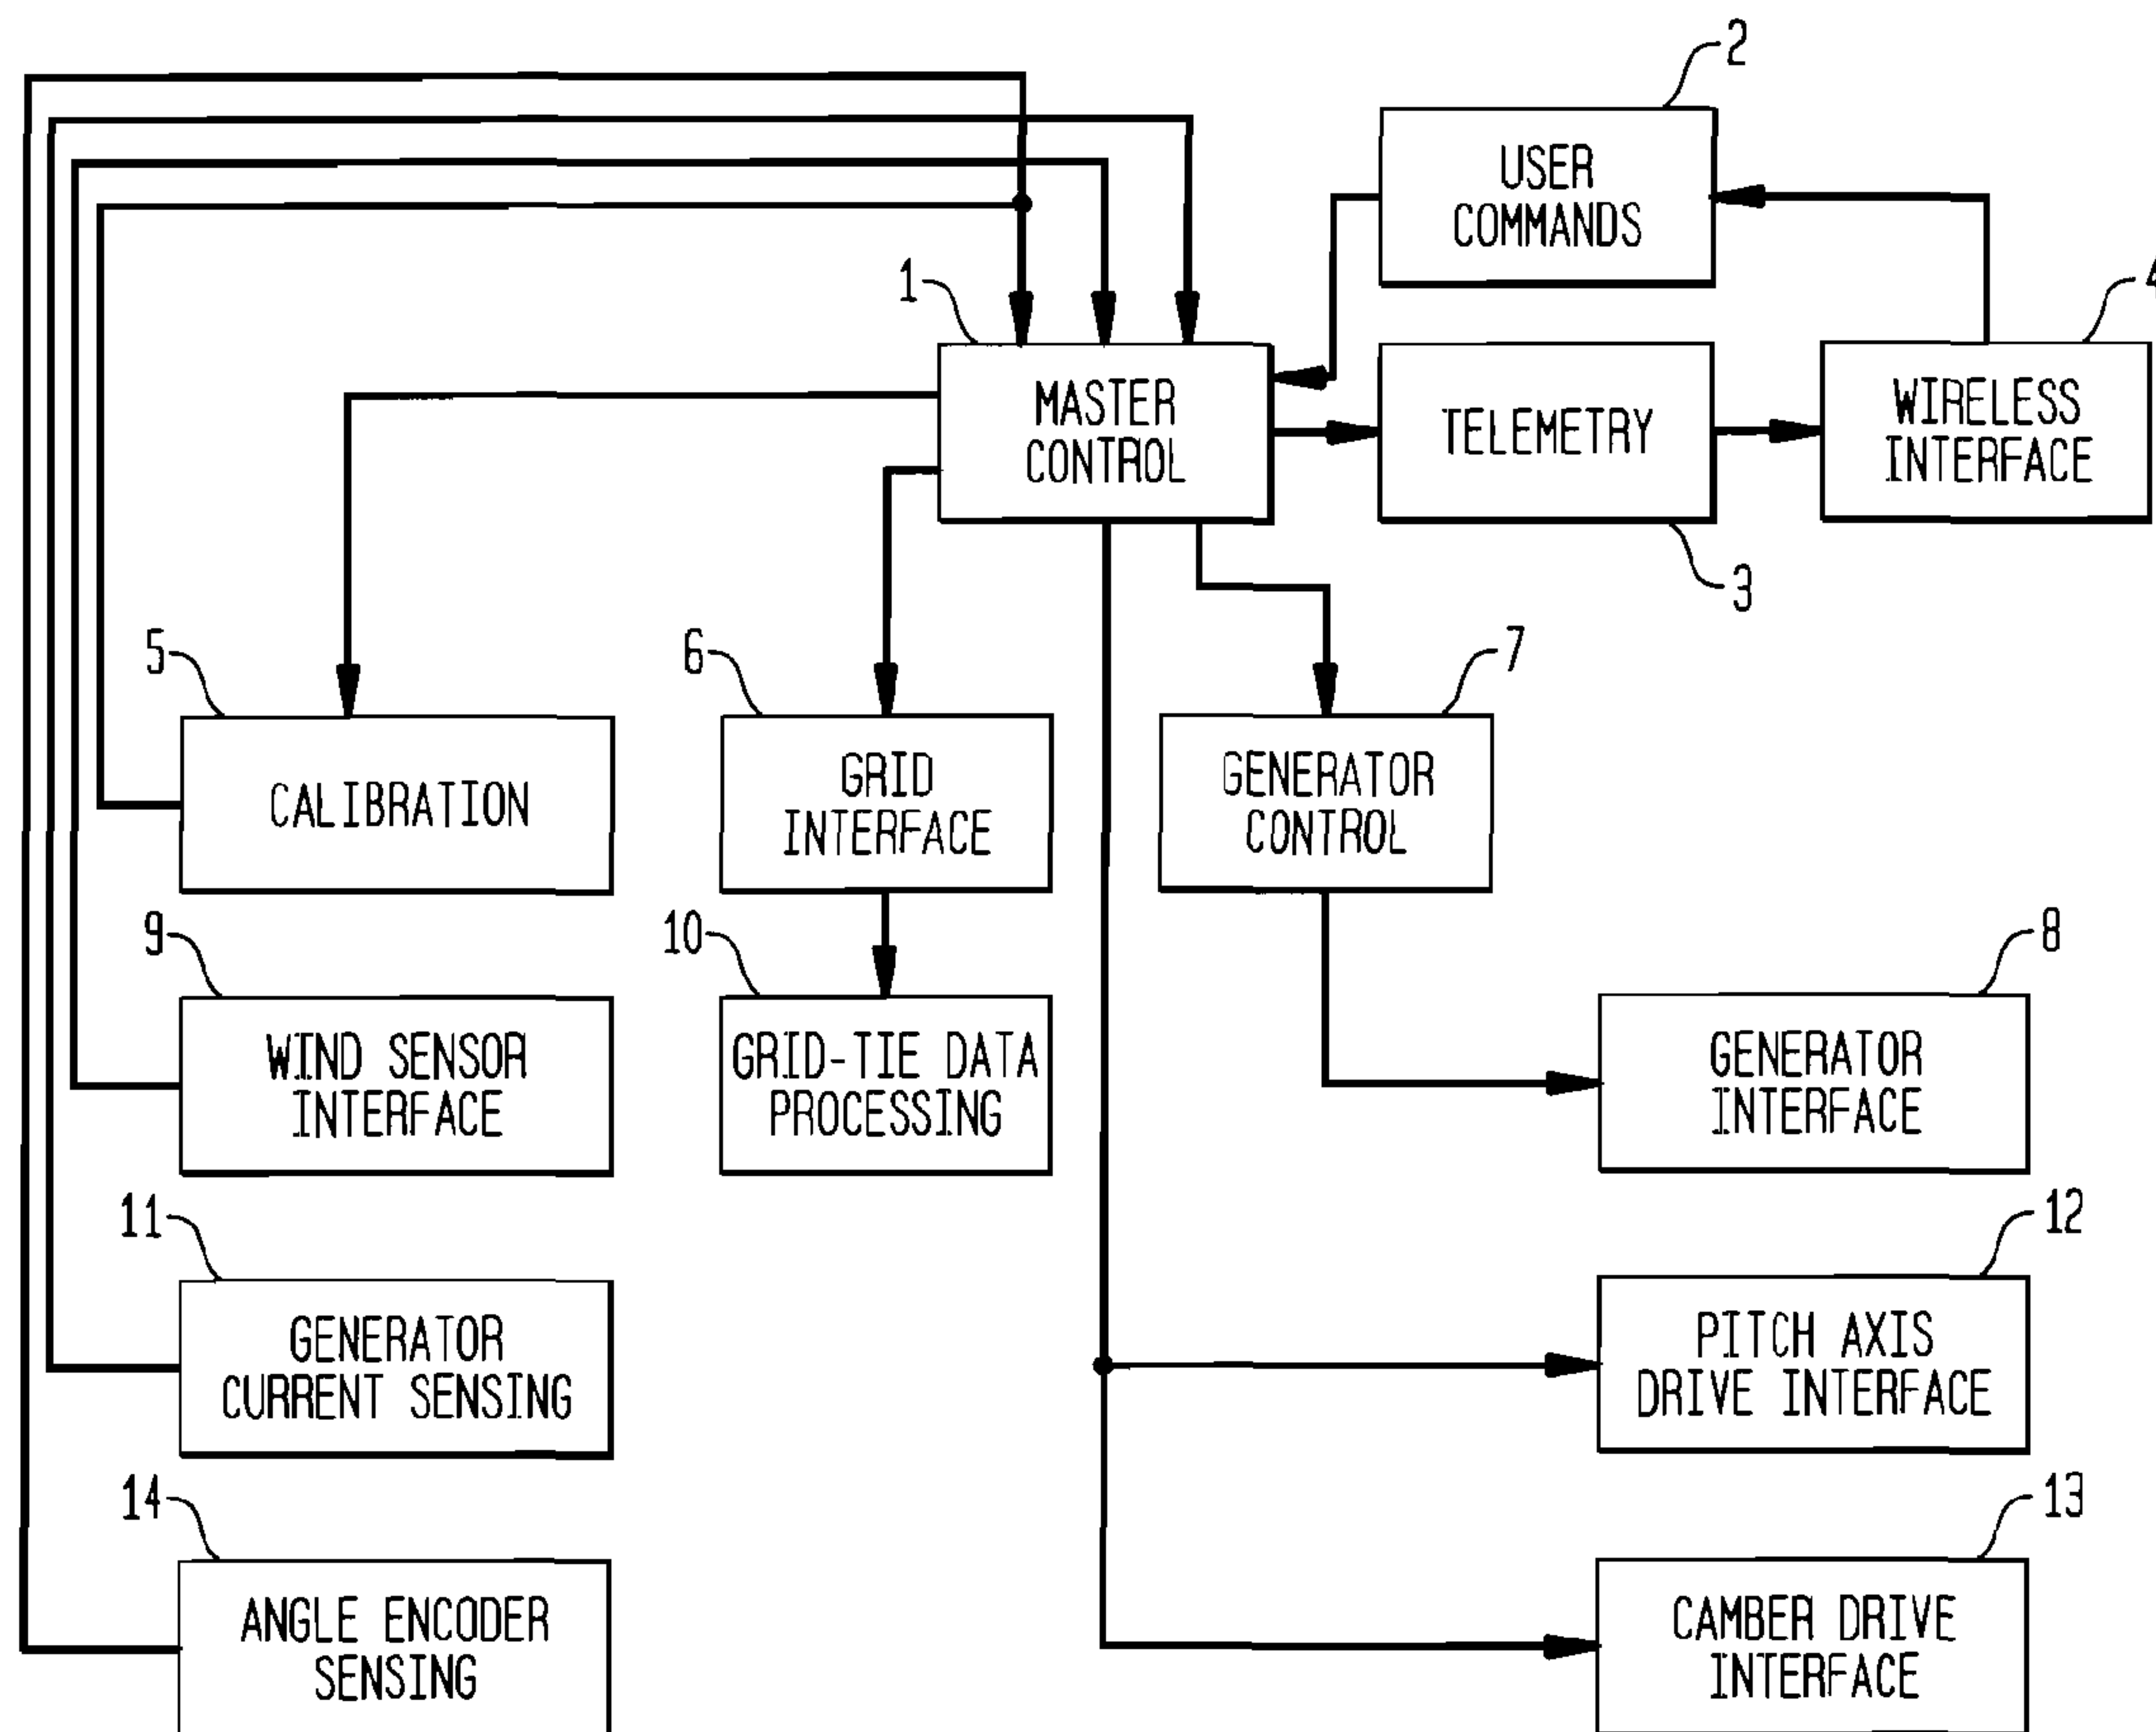 2
USER
COMMANDS
1
4
MASTER
CONTROL
TELEMETRY
WIRELESS
INTERFACE
3
5
6
7
CALIBRATION
GRID
INTERFACE
GENERATOR
CONTROL
9
10
8
WIND SENSOR
INTERFACE
GRID-TIE DATA
PROCESSING
GENERATOR
INTERFACE
11
12
GENERATOR
CURRENT SENSING
PITCH AXIS
DRIVE INTERFACE
14
13
ANGLE ENCODER
SENSING
CAMBER DRIVE
INTERFACE